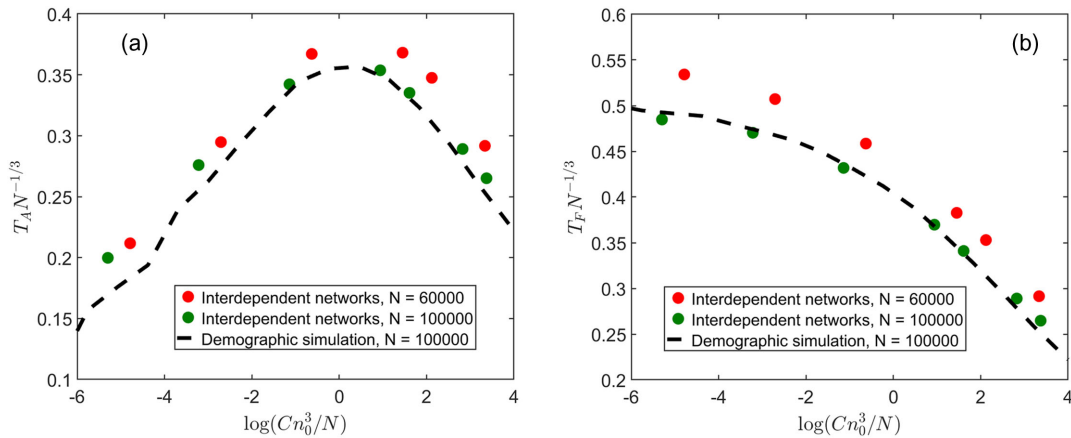 (a)
0.4
0.35
0.3
0.25
0.2
0.15
0.1
T_A N^{-1/3}
Interdependent networks, N = 60000
Interdependent networks, N = 100000
Demographic simulation, N = 100000
-6 -4 -2 0 2 4
log(Cn_0^3/N)
(b)
0.6
0.55
0.5
0.45
0.4
0.35
0.3
0.25
0.2
T_F N^{-1/3}
Interdependent networks, N = 60000
Interdependent networks, N = 100000
Demographic simulation, N = 100000
-6 -4 -2 0 2 4
log(Cn_0^3/N)